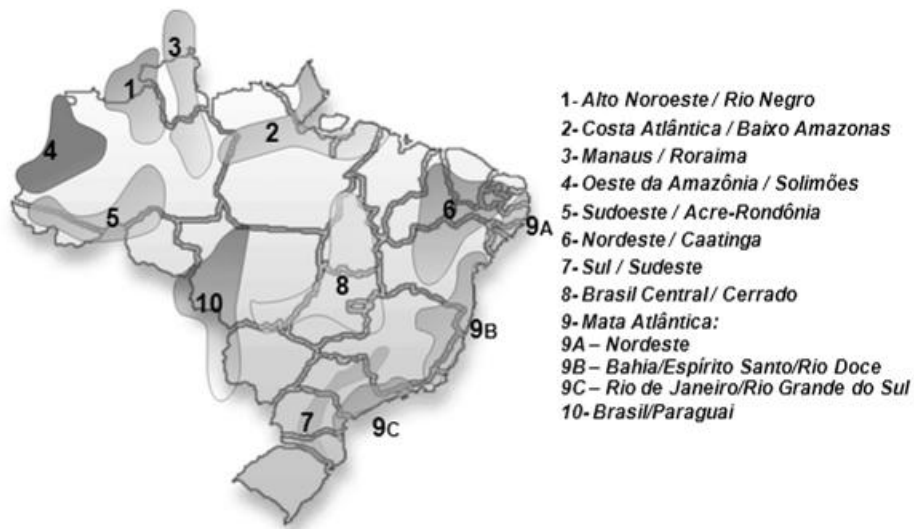 3
1
2
4
5
6
9A
10
8
9B
7
9C
1- Alto Noroeste / Rio Negro
2- Costa Atlântica / Baixo Amazonas
3- Manaus / Roraima
4- Oeste da Amazônia / Solimões
5- Sudoeste / Acre-Rondônia
6- Nordeste / Caatinga
7- Sul / Sudeste
8- Brasil Central / Cerrado
9- Mata Atlântica:
9A – Nordeste
9B – Bahia/Espírito Santo/Rio Doce
9C – Rio de Janeiro/Rio Grande do Sul
10- Brasil/Paraguai